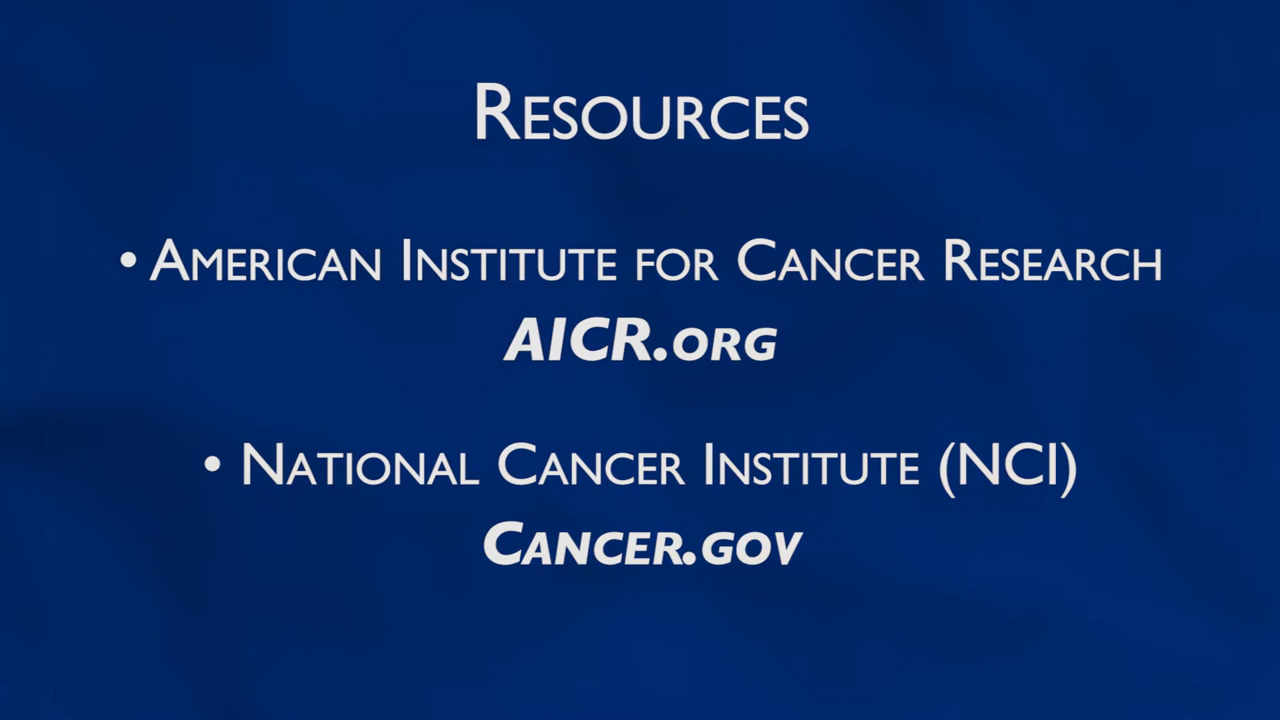 Resources
• American Institute for Cancer Research
AICR.org
• National Cancer Institute (NCI)
Cancer.gov